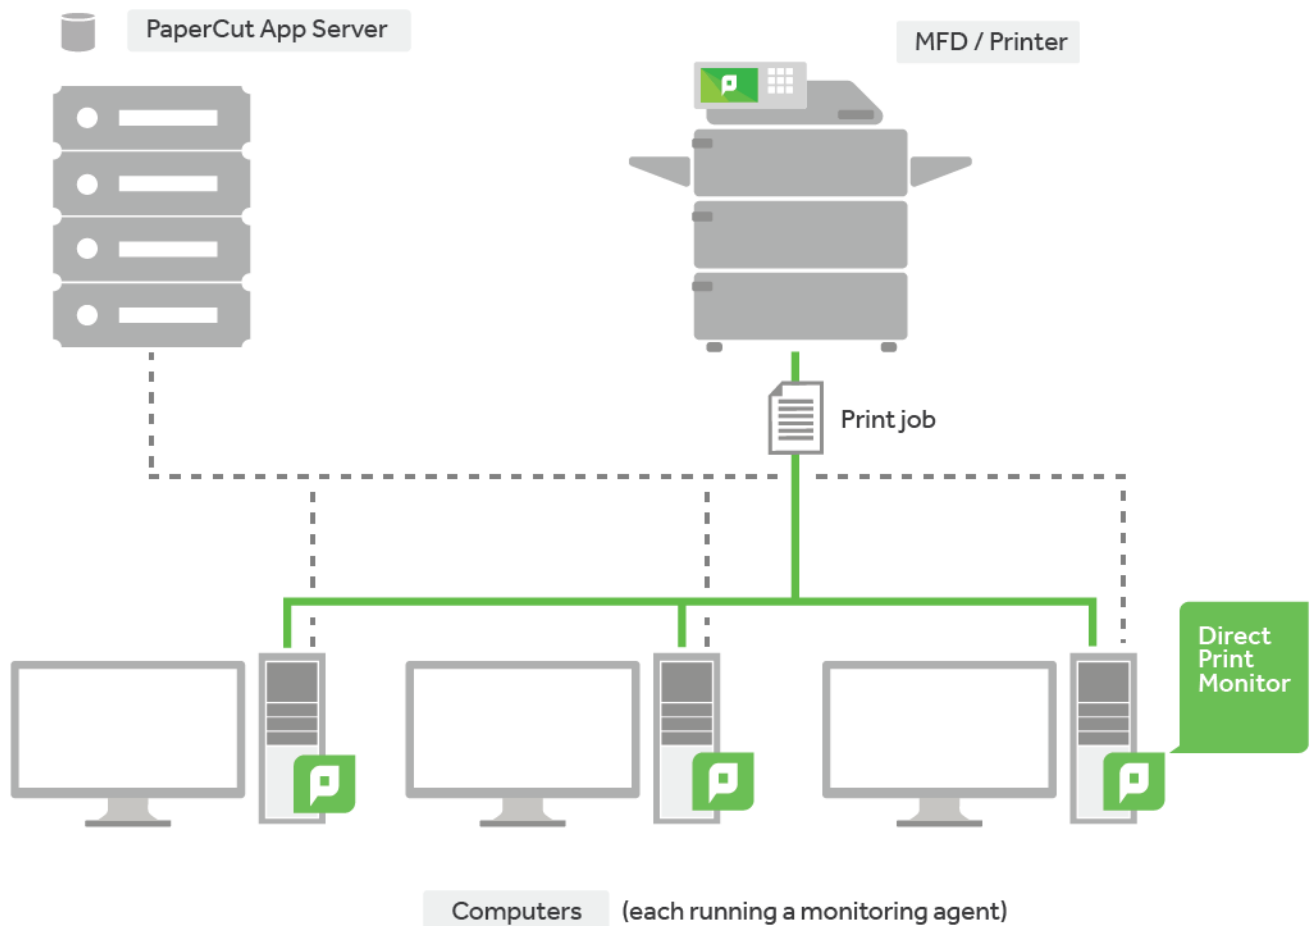 PaperCut App Server
MFD / Printer
Print job
Direct
Print
Monitor
Computers (each running a monitoring agent)